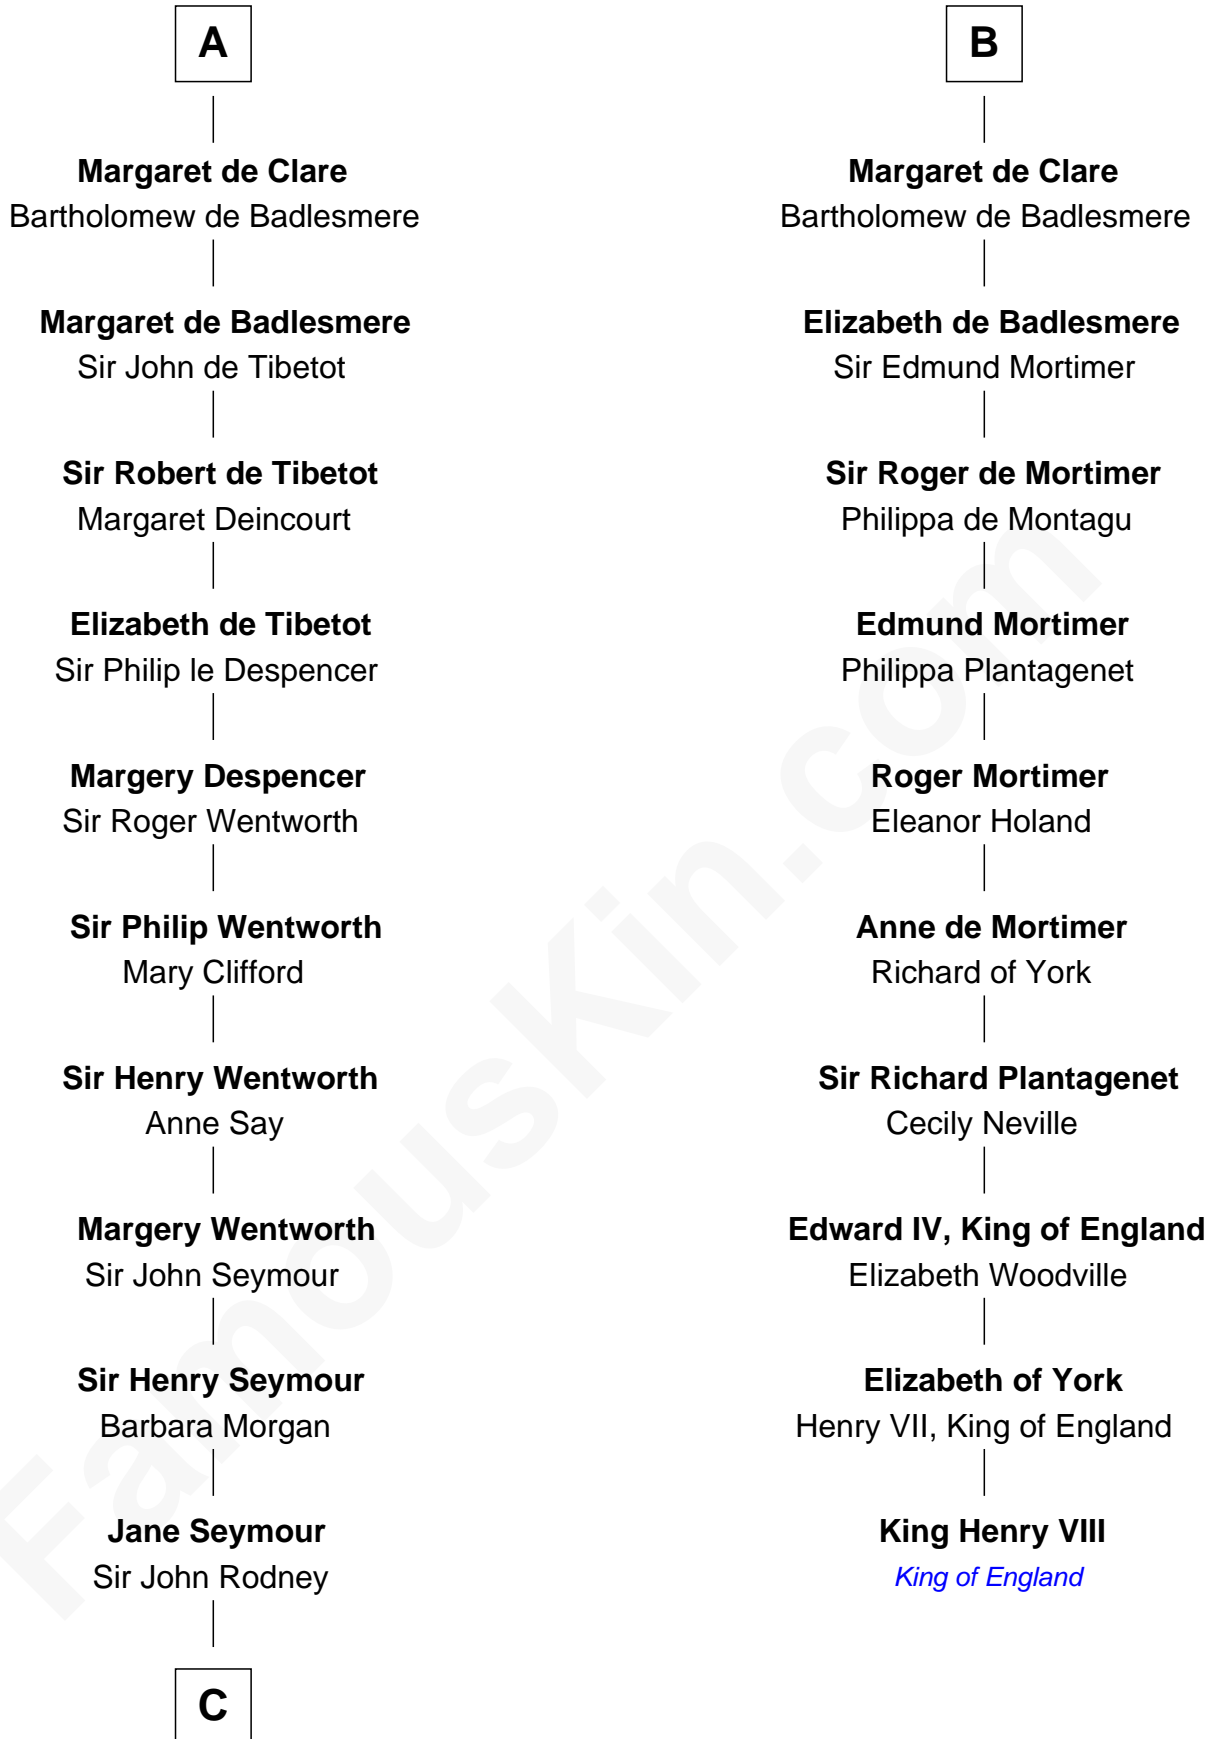 A
Margaret de Clare
Bartholomew de Badlesmere
Margaret de Badlesmere
Sir John de Tibetot
Sir Robert de Tibetot
Margaret Deincourt
Elizabeth de Tibetot
Sir Philip le Despencer
Margery Despencer
Sir Roger Wentworth
Sir Philip Wentworth
Mary Clifford
Sir Henry Wentworth
Anne Say
Margery Wentworth
Sir John Seymour
Sir Henry Seymour
Barbara Morgan
Jane Seymour
Sir John Rodney
C
B
Margaret de Clare
Bartholomew de Badlesmere
Elizabeth de Badlesmere
Sir Edmund Mortimer
Sir Roger de Mortimer
Philippa de Montagu
Edmund Mortimer
Philippa Plantagenet
Roger Mortimer
Eleanor Holand
Anne de Mortimer
Richard of York
Sir Richard Plantagenet
Cecily Neville
Edward IV, King of England
Elizabeth Woodville
Elizabeth of York
Henry VII, King of England
King Henry VIII
King of England
FamousKin.com